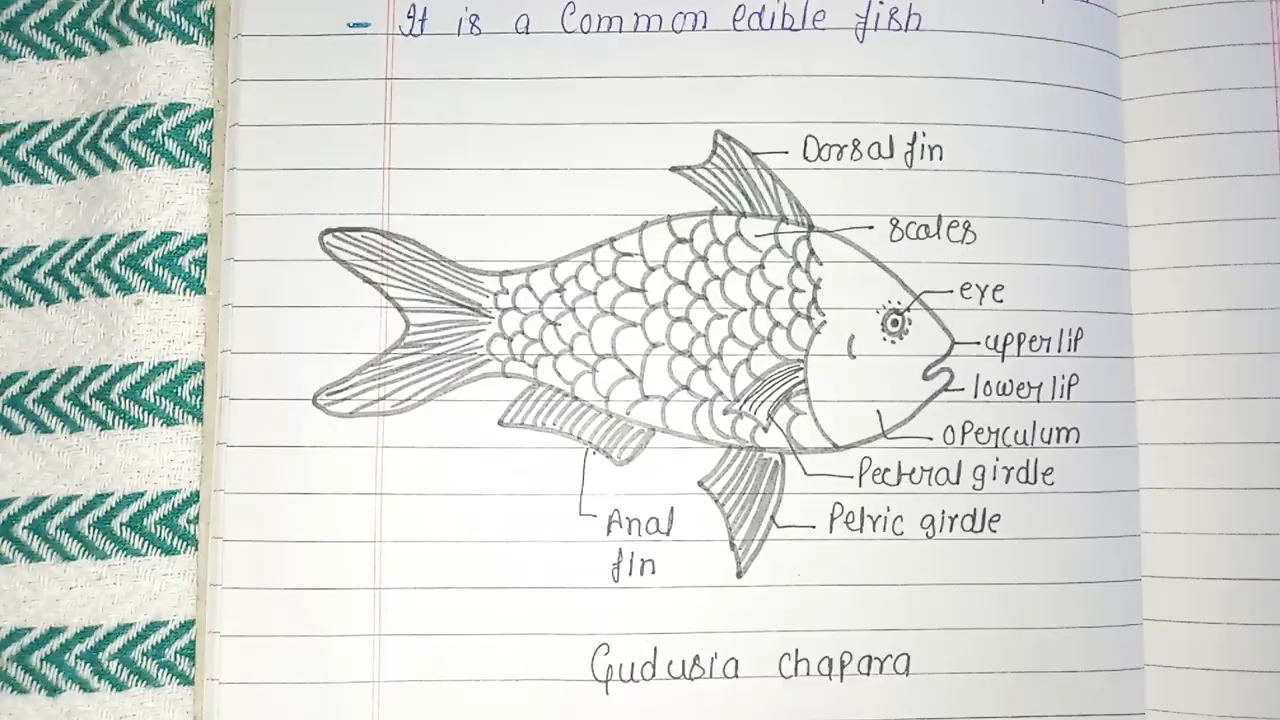 - It is a Common edible fish
Dorsal fin
scales
eye
upper lip
lower lip
operculum
Pectoral girdle
Pelvic girdle
Anal
fin
Gudusia chapara